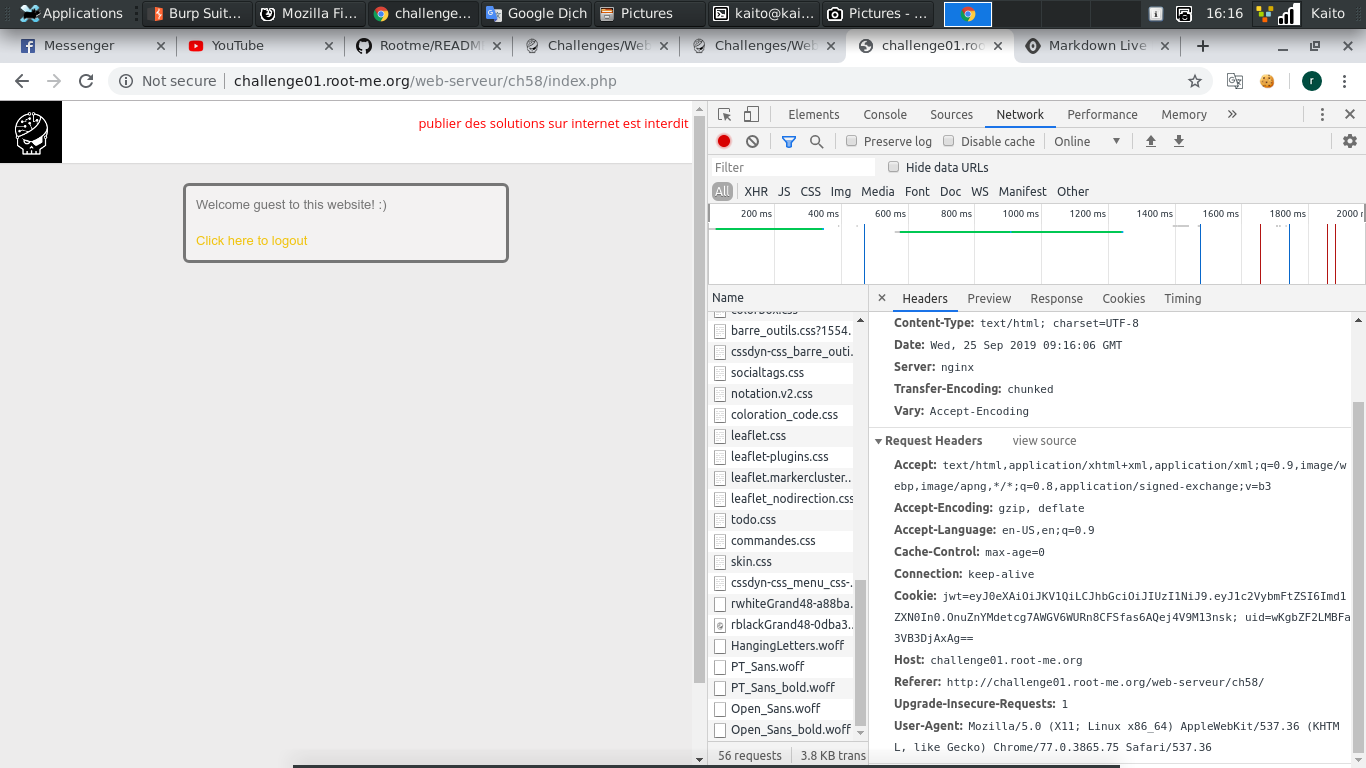 Applications
Burp Suit…
Mozilla Fi…
challenge…
Google Dịch
Pictures
kaito@kai…
Pictures - …
16:16
Kaito
Messenger
YouTube
Rootme/README
Challenges/Web
Challenges/Web
challenge01.roo
Markdown Live
Not secure
challenge01.root-me.org/web-serveur/ch58/index.php
publier des solutions sur internet est interdit
Welcome guest to this website! :)
Click here to logout
Elements
Console
Sources
Network
Performance
Memory
Preserve log
Disable cache
Online
Filter
Hide data URLs
All
XHR
JS
CSS
Img
Media
Font
Doc
WS
Manifest
Other
200 ms
400 ms
600 ms
800 ms
1000 ms
1200 ms
1400 ms
1600 ms
1800 ms
2000
Name
colorbox.css
barre_outils.css?1554.
cssdyn-css_barre_outi..
socialtags.css
notation.v2.css
coloration_code.css
leaflet.css
leaflet-plugins.css
leaflet.markercluster..
leaflet_nodirection.css
todo.css
commandes.css
skin.css
cssdyn-css_menu_css-.
rwhiteGrand48-a88ba.
rblackGrand48-0dba3..
HangingLetters.woff
PT_Sans.woff
PT_Sans_bold.woff
Open_Sans.woff
Open_Sans_bold.woff
56 requests
3.8 KB trans
Headers
Preview
Response
Cookies
Timing
Content-Type: text/html; charset=UTF-8
Date: Wed, 25 Sep 2019 09:16:06 GMT
Server: nginx
Transfer-Encoding: chunked
Vary: Accept-Encoding
Request Headers
view source
Accept: text/html,application/xhtml+xml,application/xml;q=0.9,image/w
ebp,image/apng,*/*;q=0.8,application/signed-exchange;v=b3
Accept-Encoding: gzip, deflate
Accept-Language: en-US,en;q=0.9
Cache-Control: max-age=0
Connection: keep-alive
Cookie: jwt=eyJ0eXAiOiJKV1QiLCJhbGciOiJIUzI1NiJ9.eyJ1c2VybmFtZSI6Imd1
ZXN0In0.OnuZnYMdetcg7AWGV6WURn8CFSfas6AQej4V9M13nsk; uid=wKgbZF2LMBFa
3VB3DjAxAg==
Host: challenge01.root-me.org
Referer: http://challenge01.root-me.org/web-serveur/ch58/
Upgrade-Insecure-Requests: 1
User-Agent: Mozilla/5.0 (X11; Linux x86_64) AppleWebKit/537.36 (KHTM
L, like Gecko) Chrome/77.0.3865.75 Safari/537.36